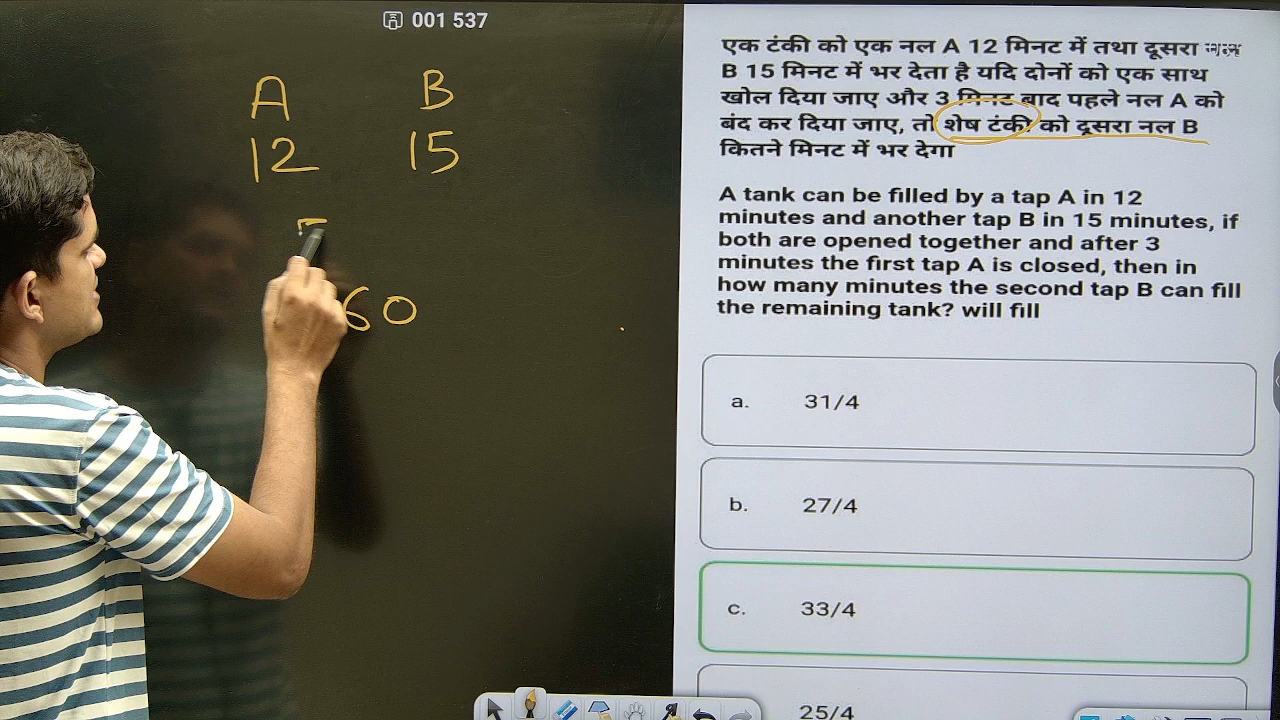 001 537
A B
12 15
60
एक टंकी को एक नल A 12 मिनट में तथा दूसरा नल
B 15 मिनट में भर देता है यदि दोनों को एक साथ
खोल दिया जाए और 3 मिनट बाद पहले नल A को
बंद कर दिया जाए, तो शेष टंकी को दूसरा नल B
कितने मिनट में भर देगा
A tank can be filled by a tap A in 12
minutes and another tap B in 15 minutes, if
both are opened together and after 3
minutes the first tap A is closed, then in
how many minutes the second tap B can fill
the remaining tank? will fill
a. 31/4
b. 27/4
c. 33/4
25/4